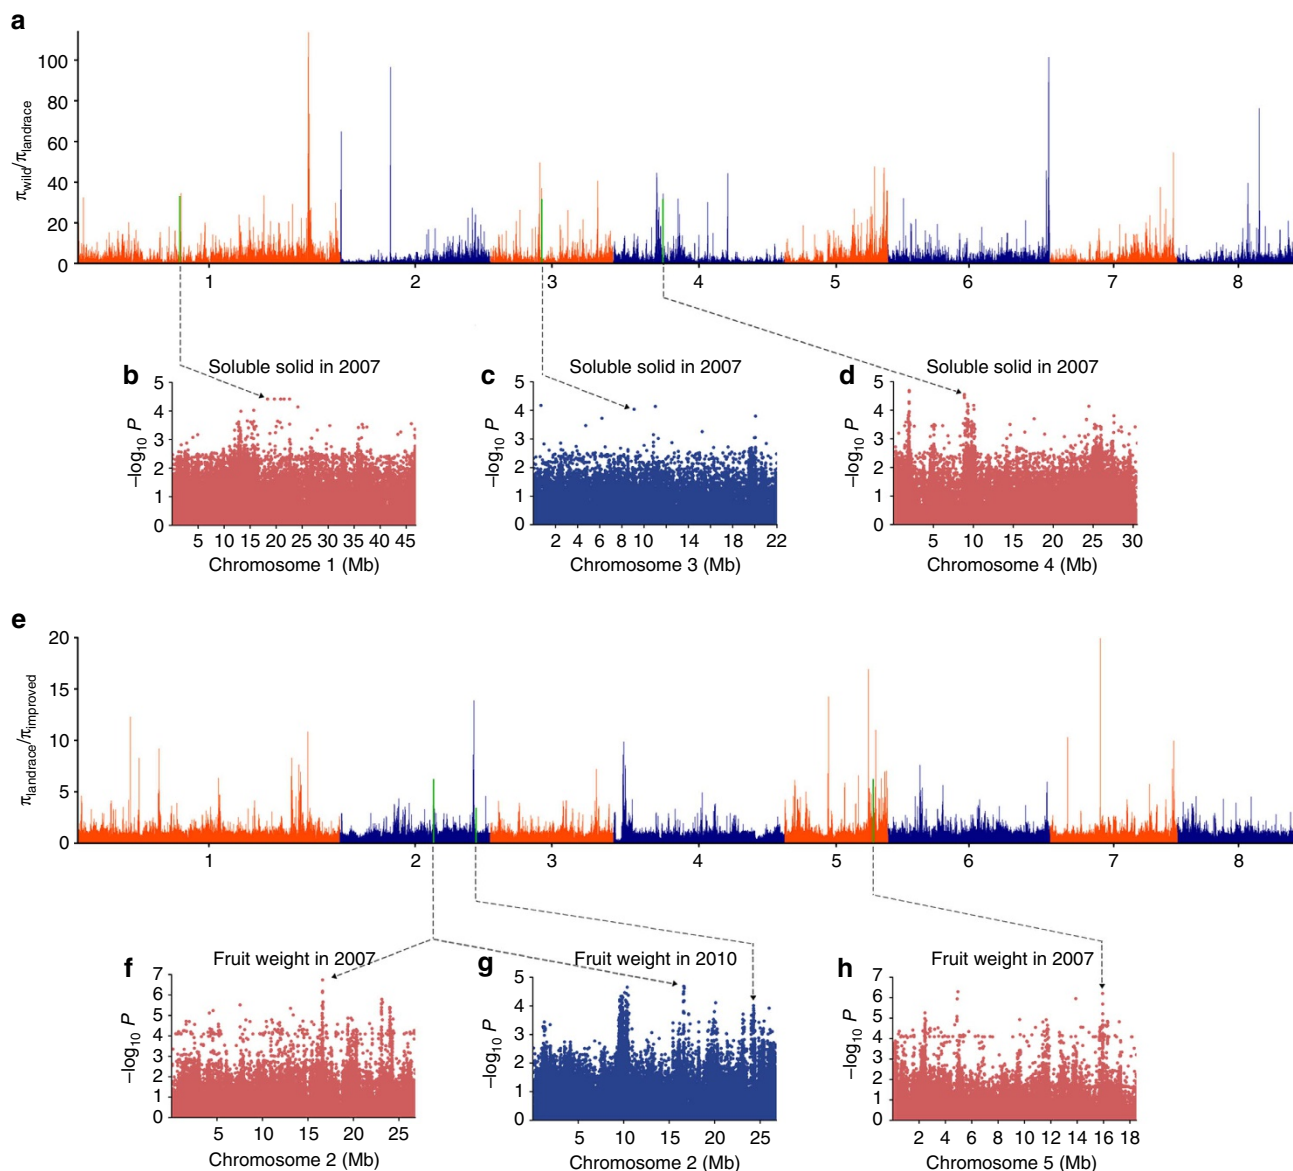 a
π_wild/π_landrace
100
80
60
40
20
0
1 2 3 4 5 6 7 8
b
Soluble solid in 2007
−log10 P
5
4
3
2
1
0
5 10 15 20 25 30 35 40 45
Chromosome 1 (Mb)
c
Soluble solid in 2007
−log10 P
5
4
3
2
1
0
2 4 6 8 10 14 18 22
Chromosome 3 (Mb)
d
Soluble solid in 2007
−log10 P
5
4
3
2
1
0
5 10 15 20 25 30
Chromosome 4 (Mb)
e
π_landrace/π_improved
20
15
10
5
0
1 2 3 4 5 6 7 8
f
Fruit weight in 2007
−log10 P
7
6
5
4
3
2
1
0
5 10 15 20 25
Chromosome 2 (Mb)
g
Fruit weight in 2010
−log10 P
5
4
3
2
1
0
5 10 15 20 25
Chromosome 2 (Mb)
h
Fruit weight in 2007
−log10 P
7
6
5
4
3
2
1
0
2 4 6 8 10 12 14 16 18
Chromosome 5 (Mb)